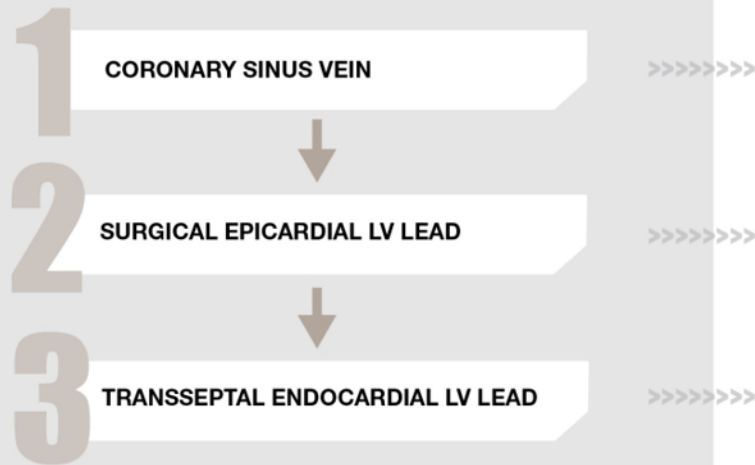 1
CORONARY SINUS VEIN
>>>>>>>>
2
SURGICAL EPICARDIAL LV LEAD
>>>>>>>>
3
TRANSSEPTAL ENDOCARDIAL LV LEAD
>>>>>>>>